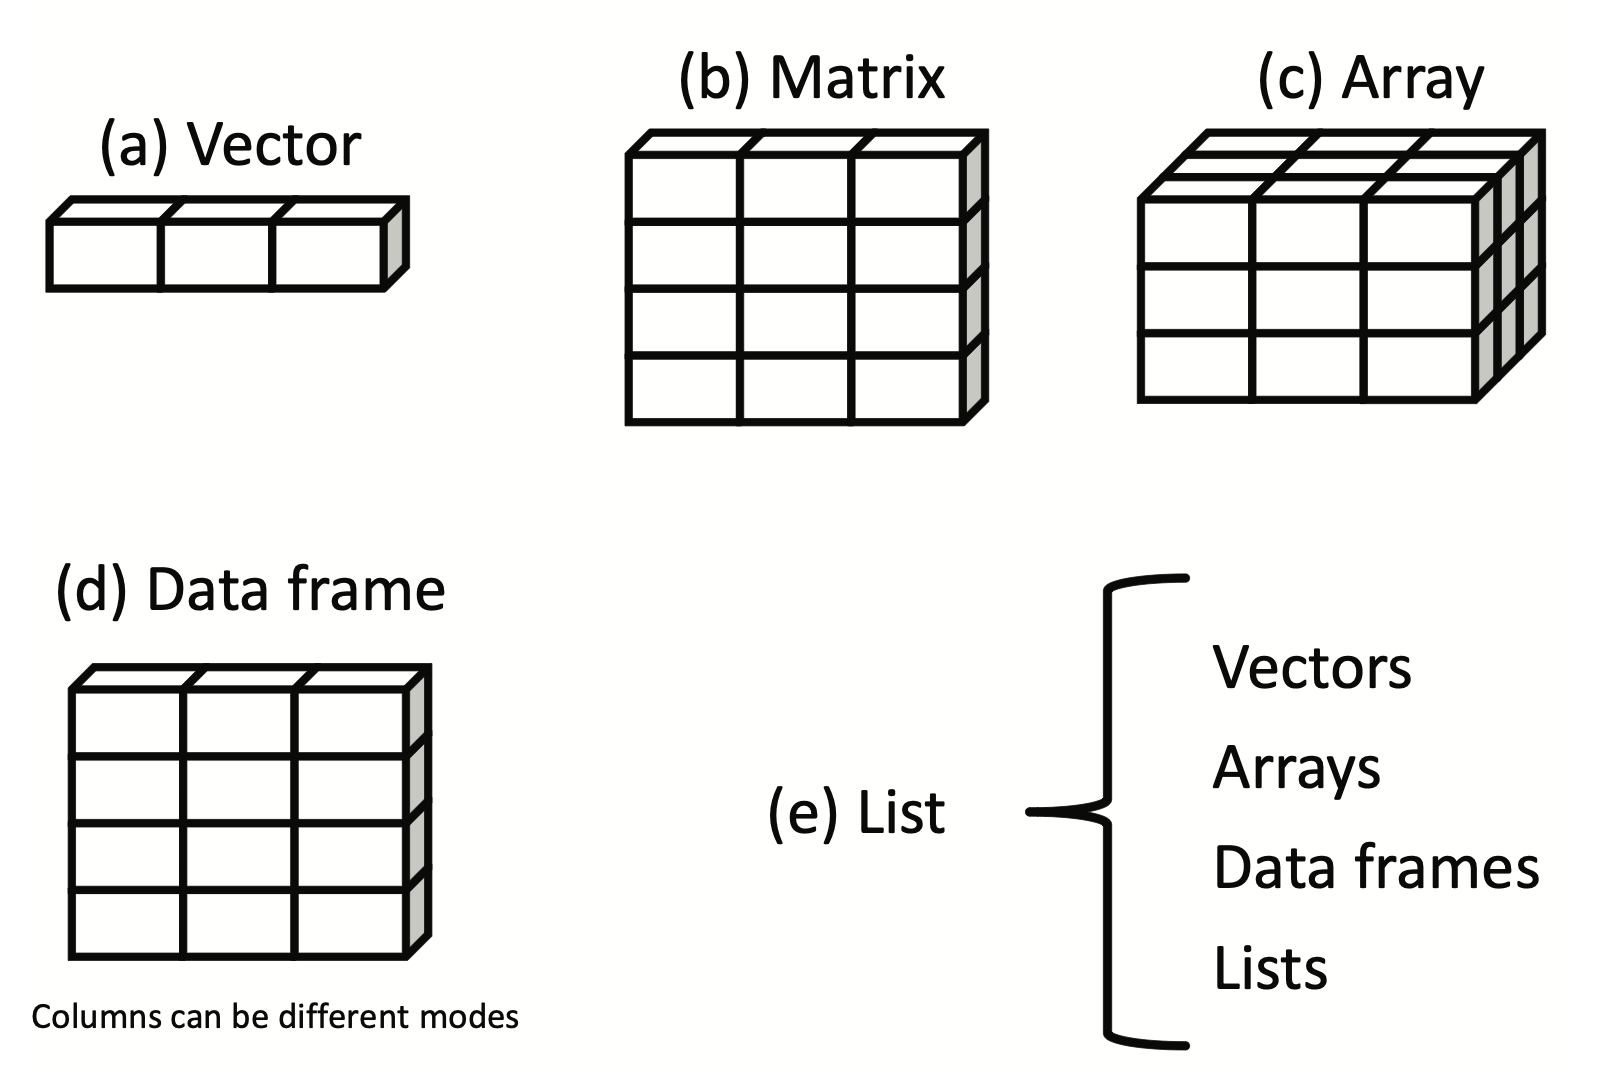 (a) Vector
(b) Matrix
(c) Array
(d) Data frame
Columns can be different modes
(e) List
Vectors
Arrays
Data frames
Lists